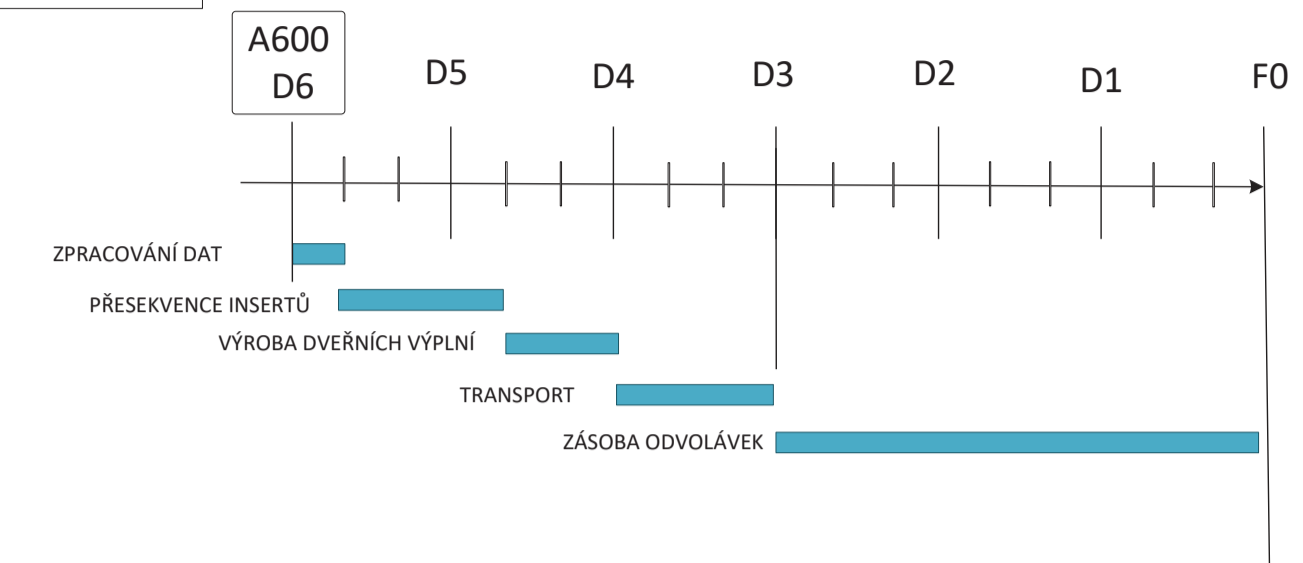 A600
D6
D5
D4
D3
D2
D1
F0
ZPRACOVÁNÍ DAT
PŘESEKVENCE INSERTŮ
VÝROBA DVEŘNÍCH VÝPLNÍ
TRANSPORT
ZÁSOBA ODVOLÁVEK